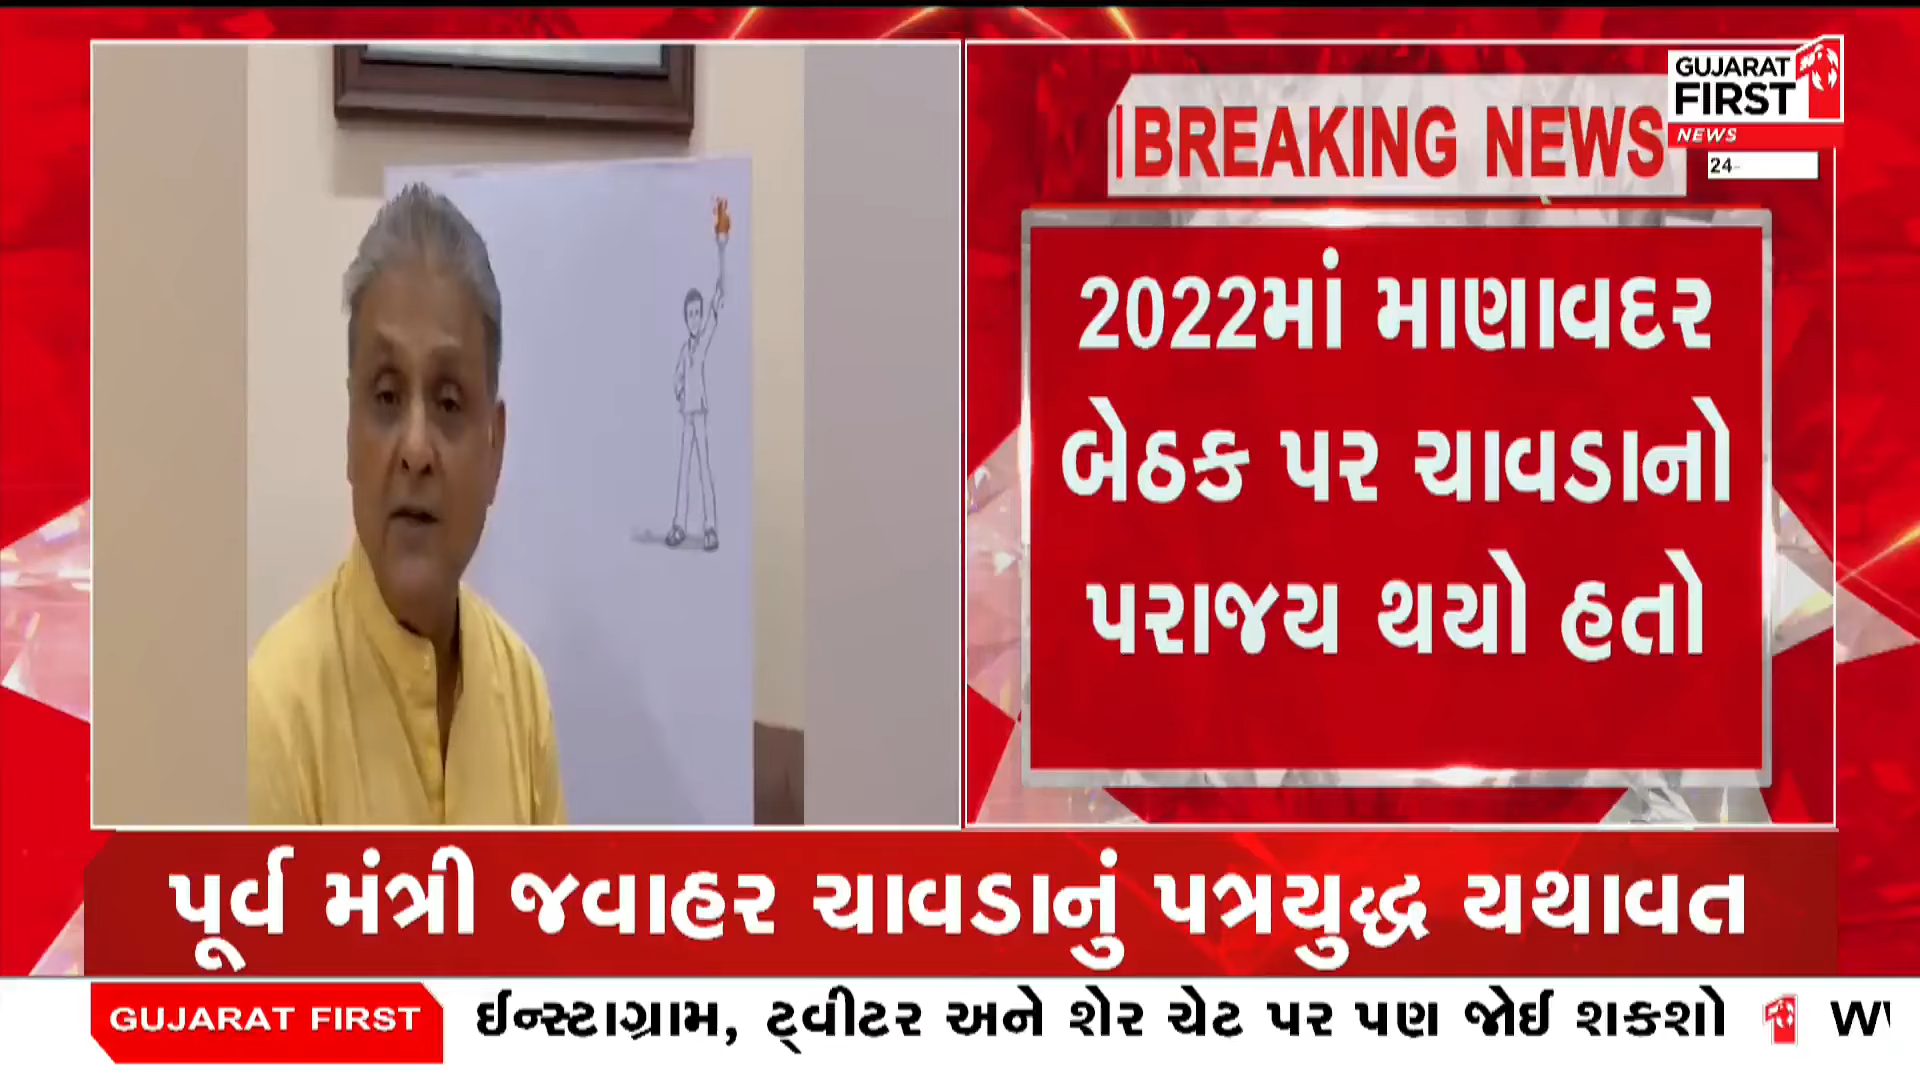 GUJARAT
FIRST
NEWS
24-
BREAKING NEWS
2022માં માણાવદર
બેઠક પર ચાવડાનો
પરાજય થયો હતો
પૂર્વ મંત્રી જવાહર ચાવડાનું પત્રયુદ્ધ યથાવત
GUJARAT FIRST
ઈન્સ્ટાગ્રામ, ટ્વીટર અને શેર ચેટ પર પણ જોઈ શકશો